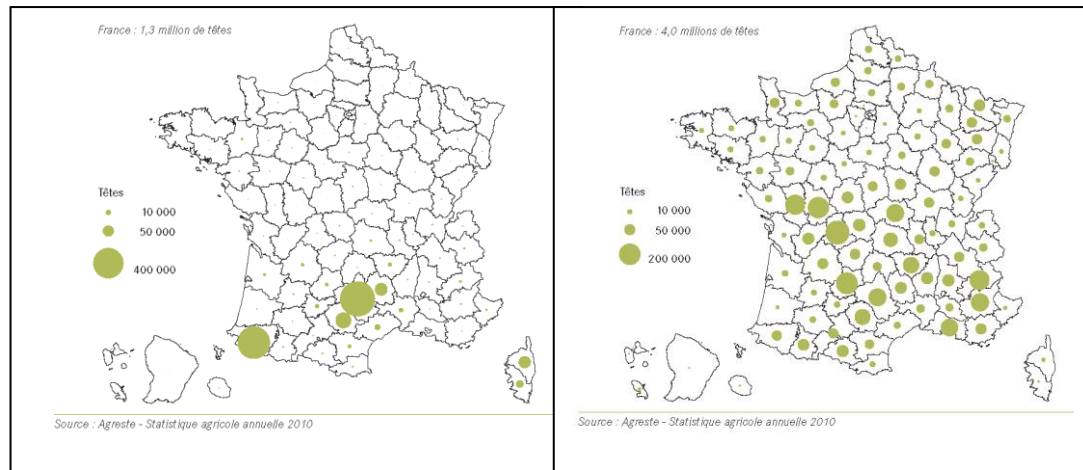 France : 1,3 million de têtes
Têtes
10 000
50 000
400 000
Source : Agreste - Statistique agricole annuelle 2010
France : 4,0 millions de têtes
Têtes
10 000
50 000
200 000
Source : Agreste - Statistique agricole annuelle 2010